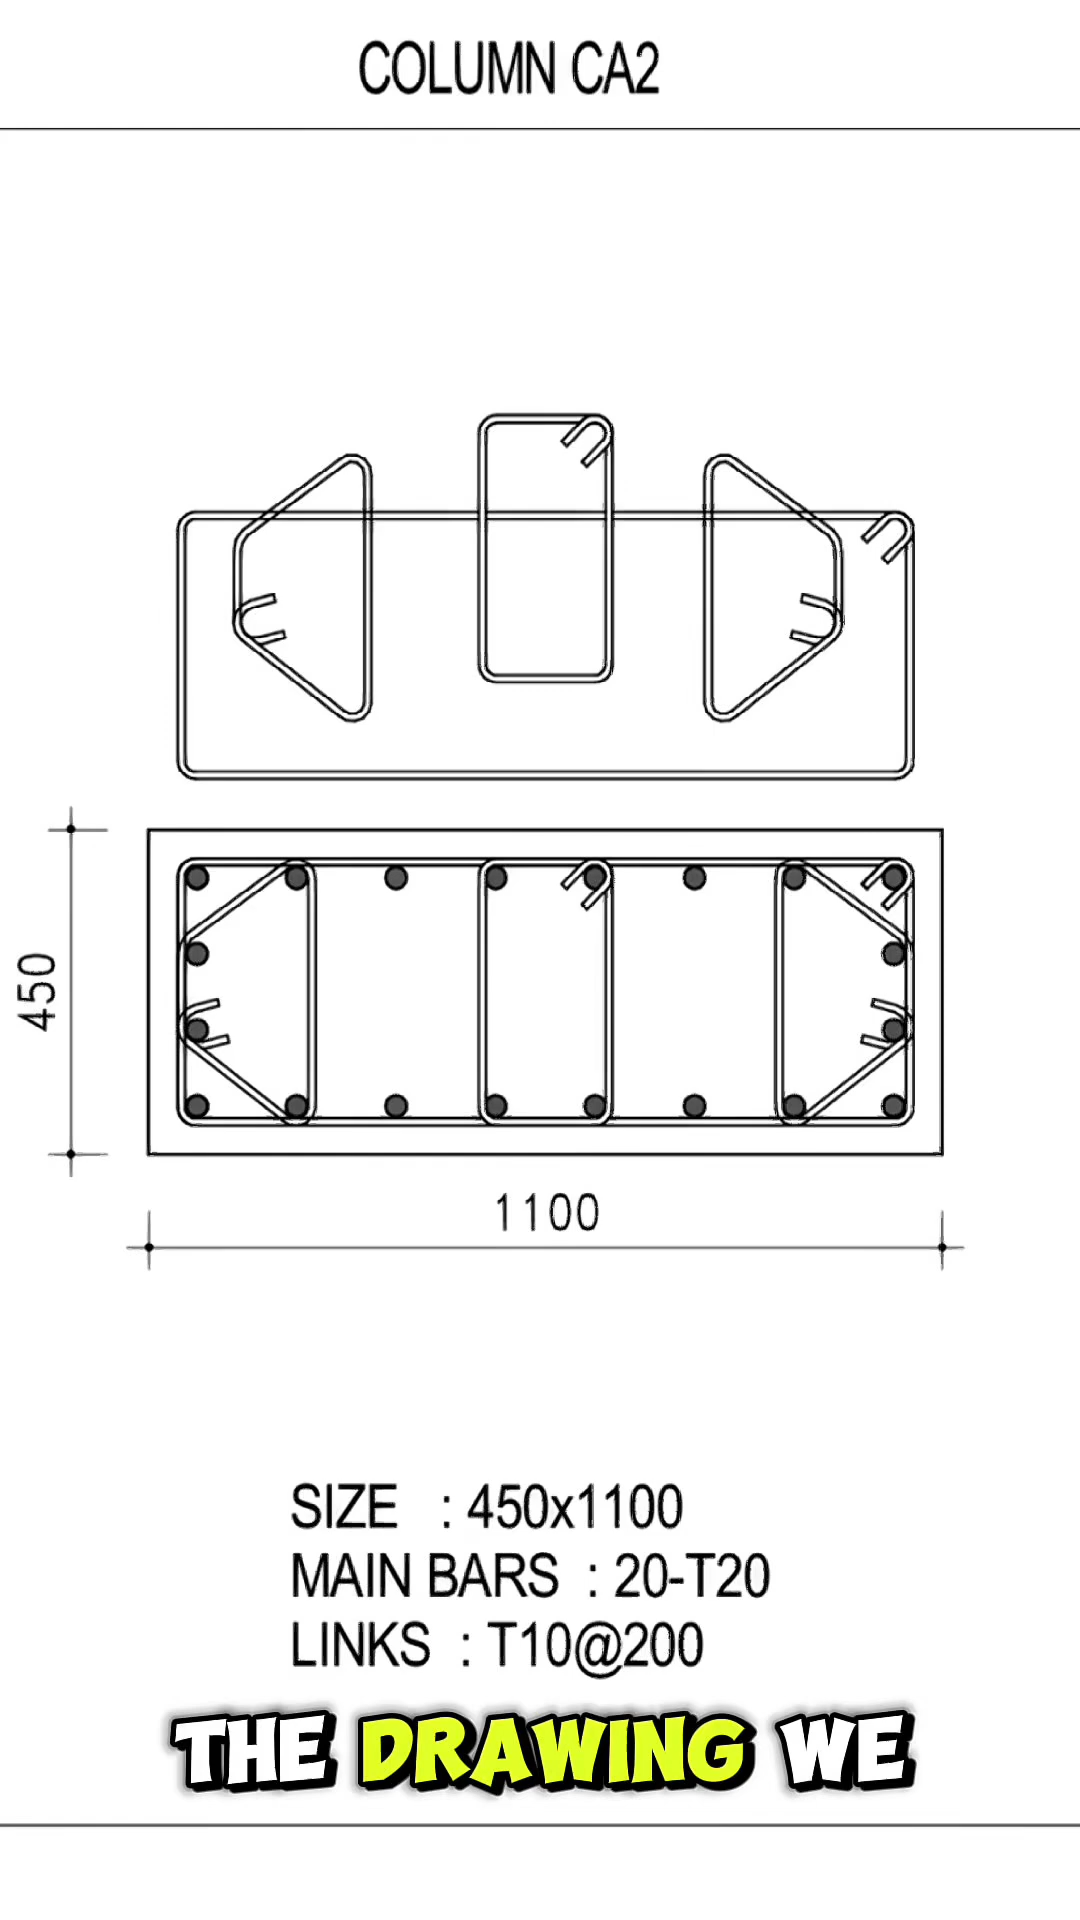 COLUMN CA2
450
1100
SIZE : 450x1100
MAIN BARS : 20-T20
LINKS : T10@200
THE DRAWING WE